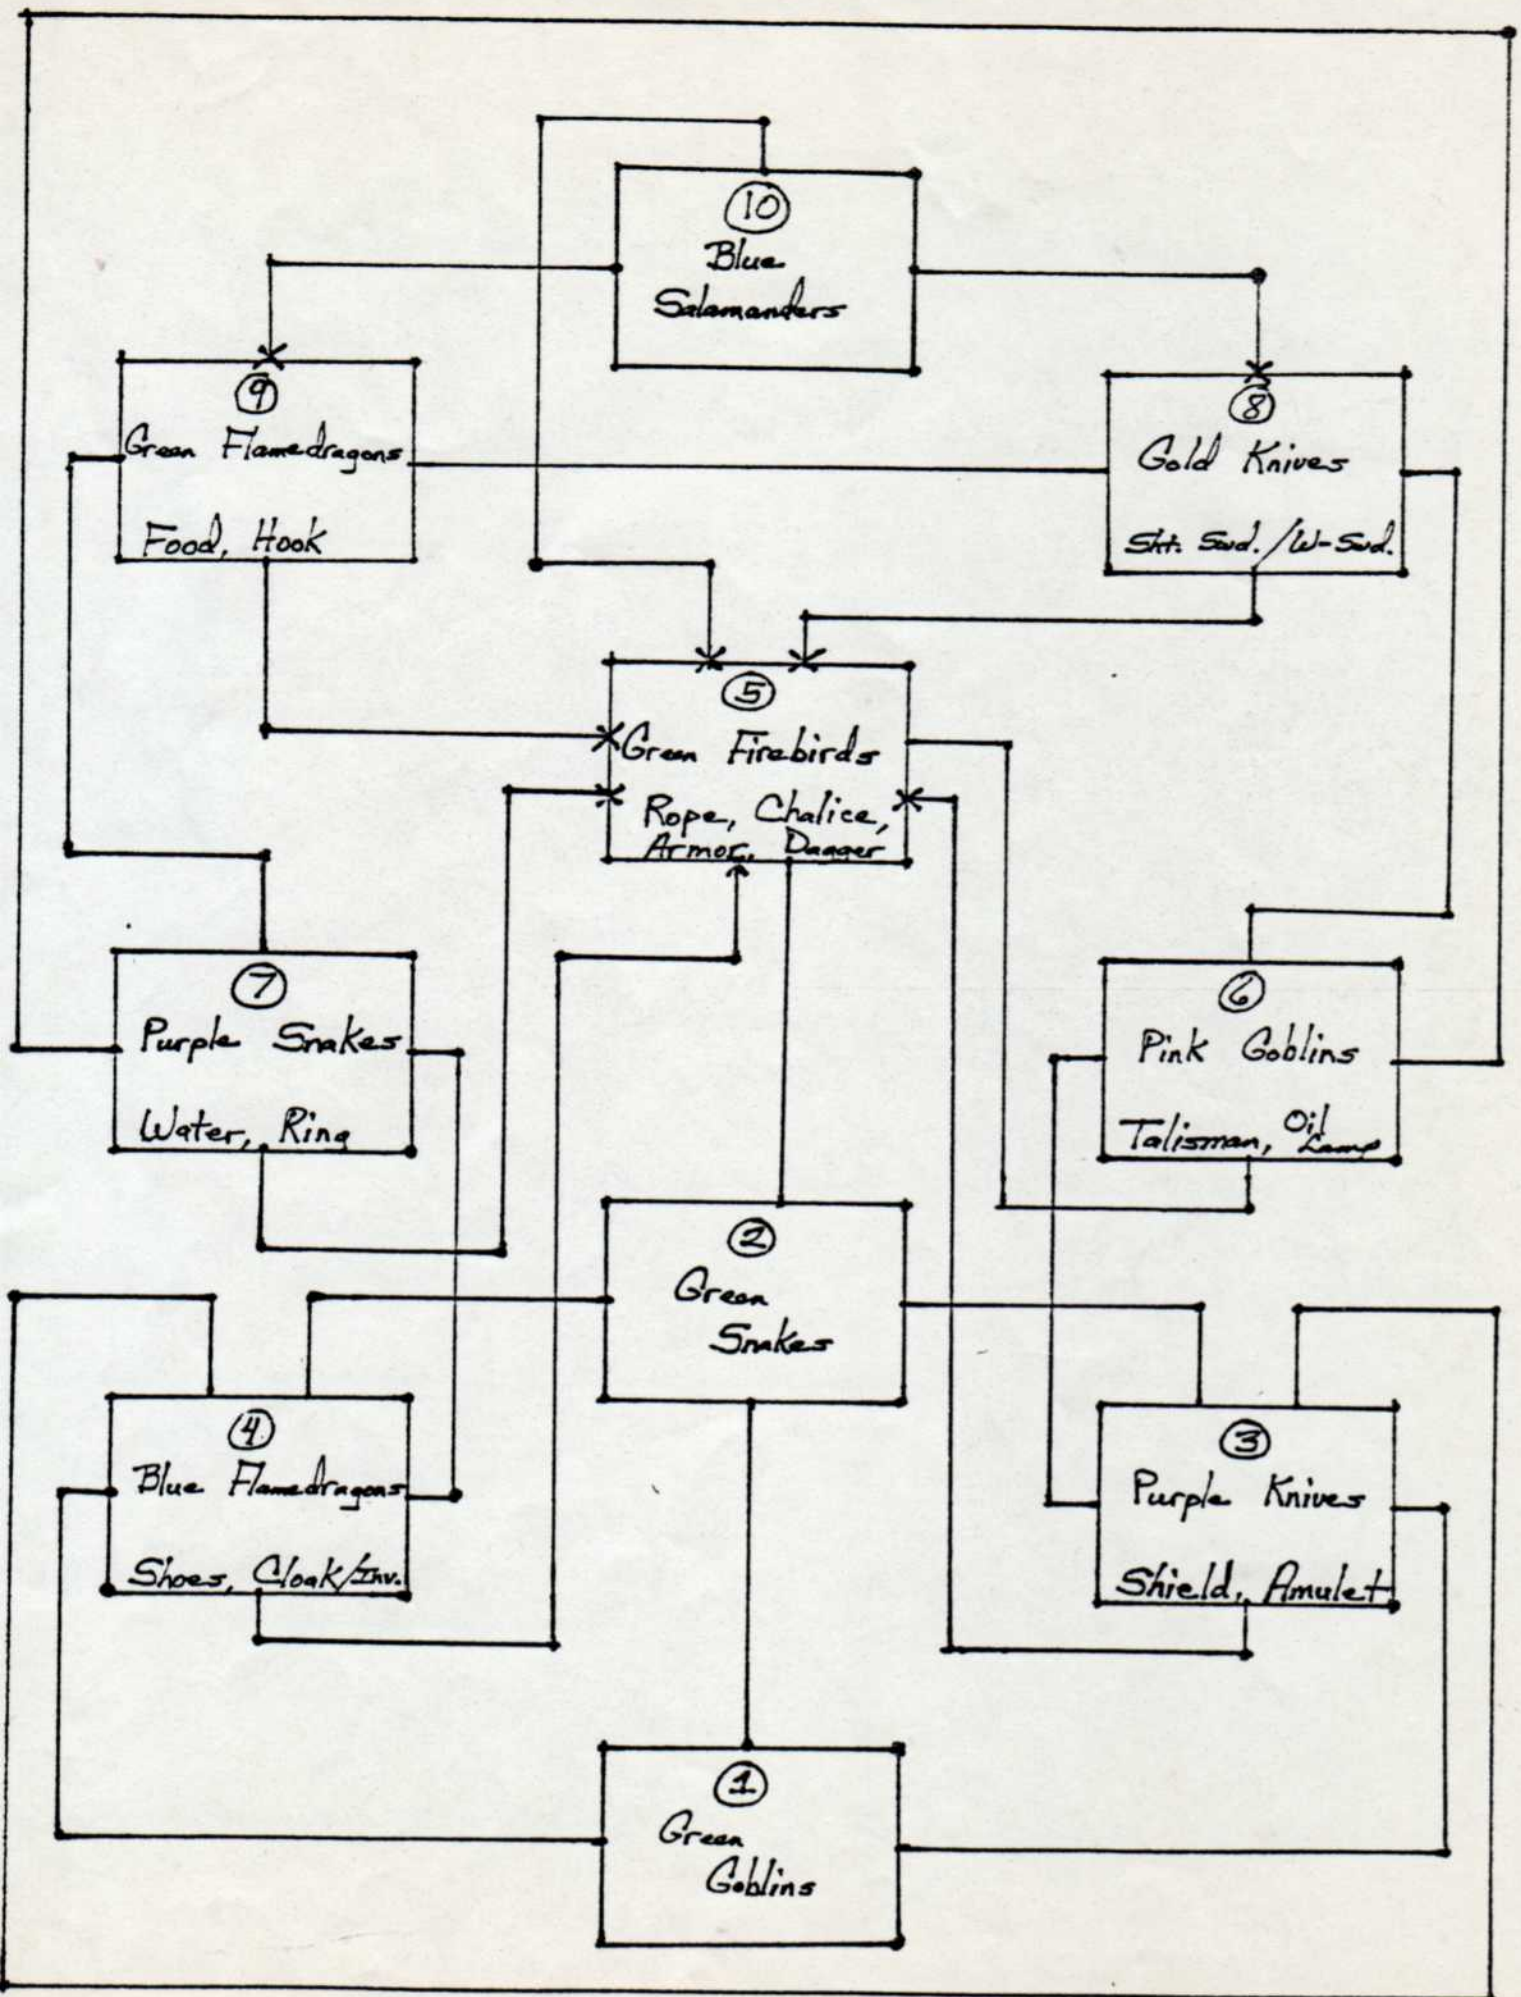 10
Blue
Salamanders
9
Green Flamedragons
Food, Hook
8
Gold Knives
Sht. Swd. / W-Swd.
5
Green Firebirds
Rope, Chalice,
Armor, Dagger
7
Purple Snakes
Water, Ring
6
Pink Goblins
Talisman, Oil
Lamp
2
Green
Snakes
4
Blue Flamedragons
Shoes, Cloak/Inv.
3
Purple Knives
Shield, Amulet
1
Green
Goblins